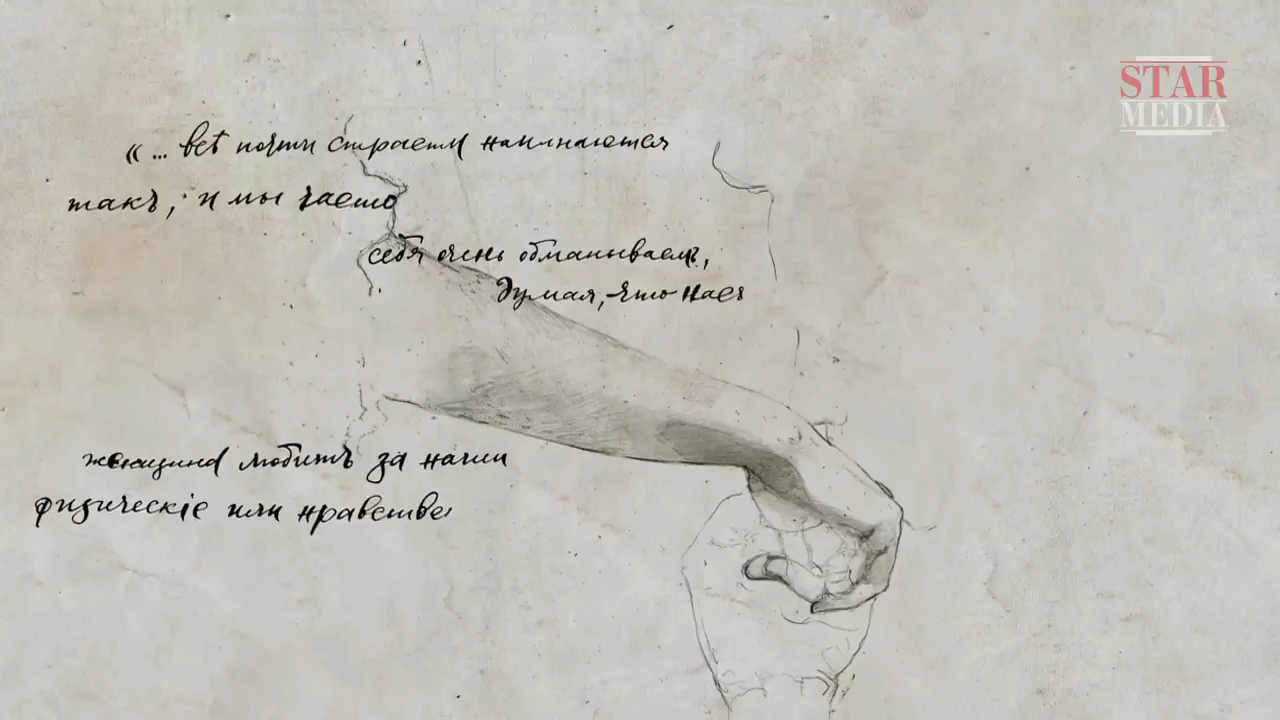 « ... всѣ почти страсти начинаются
такъ, и мы часто
себя очень обманываемъ,
думая, что насъ
женщина любитъ за наши
физическіе или нравстве
STAR
MEDIA